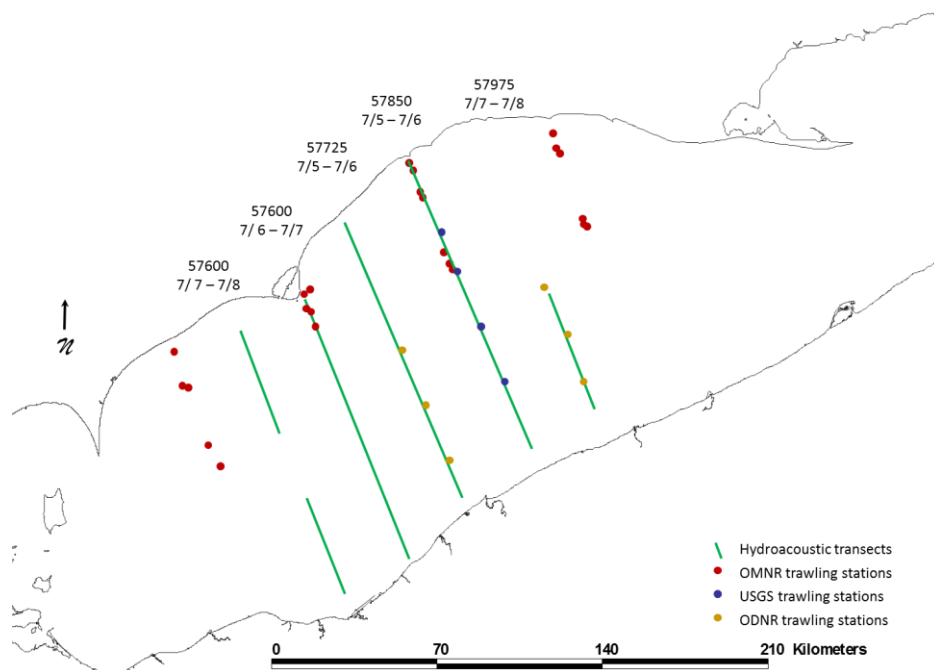 57975
7/7 – 7/8
57850
7/5 – 7/6
57725
7/5 – 7/6
57600
7/ 6 – 7/7
57600
7/ 7 – 7/8
N
Hydroacoustic transects
OMNR trawling stations
USGS trawling stations
ODNR trawling stations
0 70 140 210 Kilometers